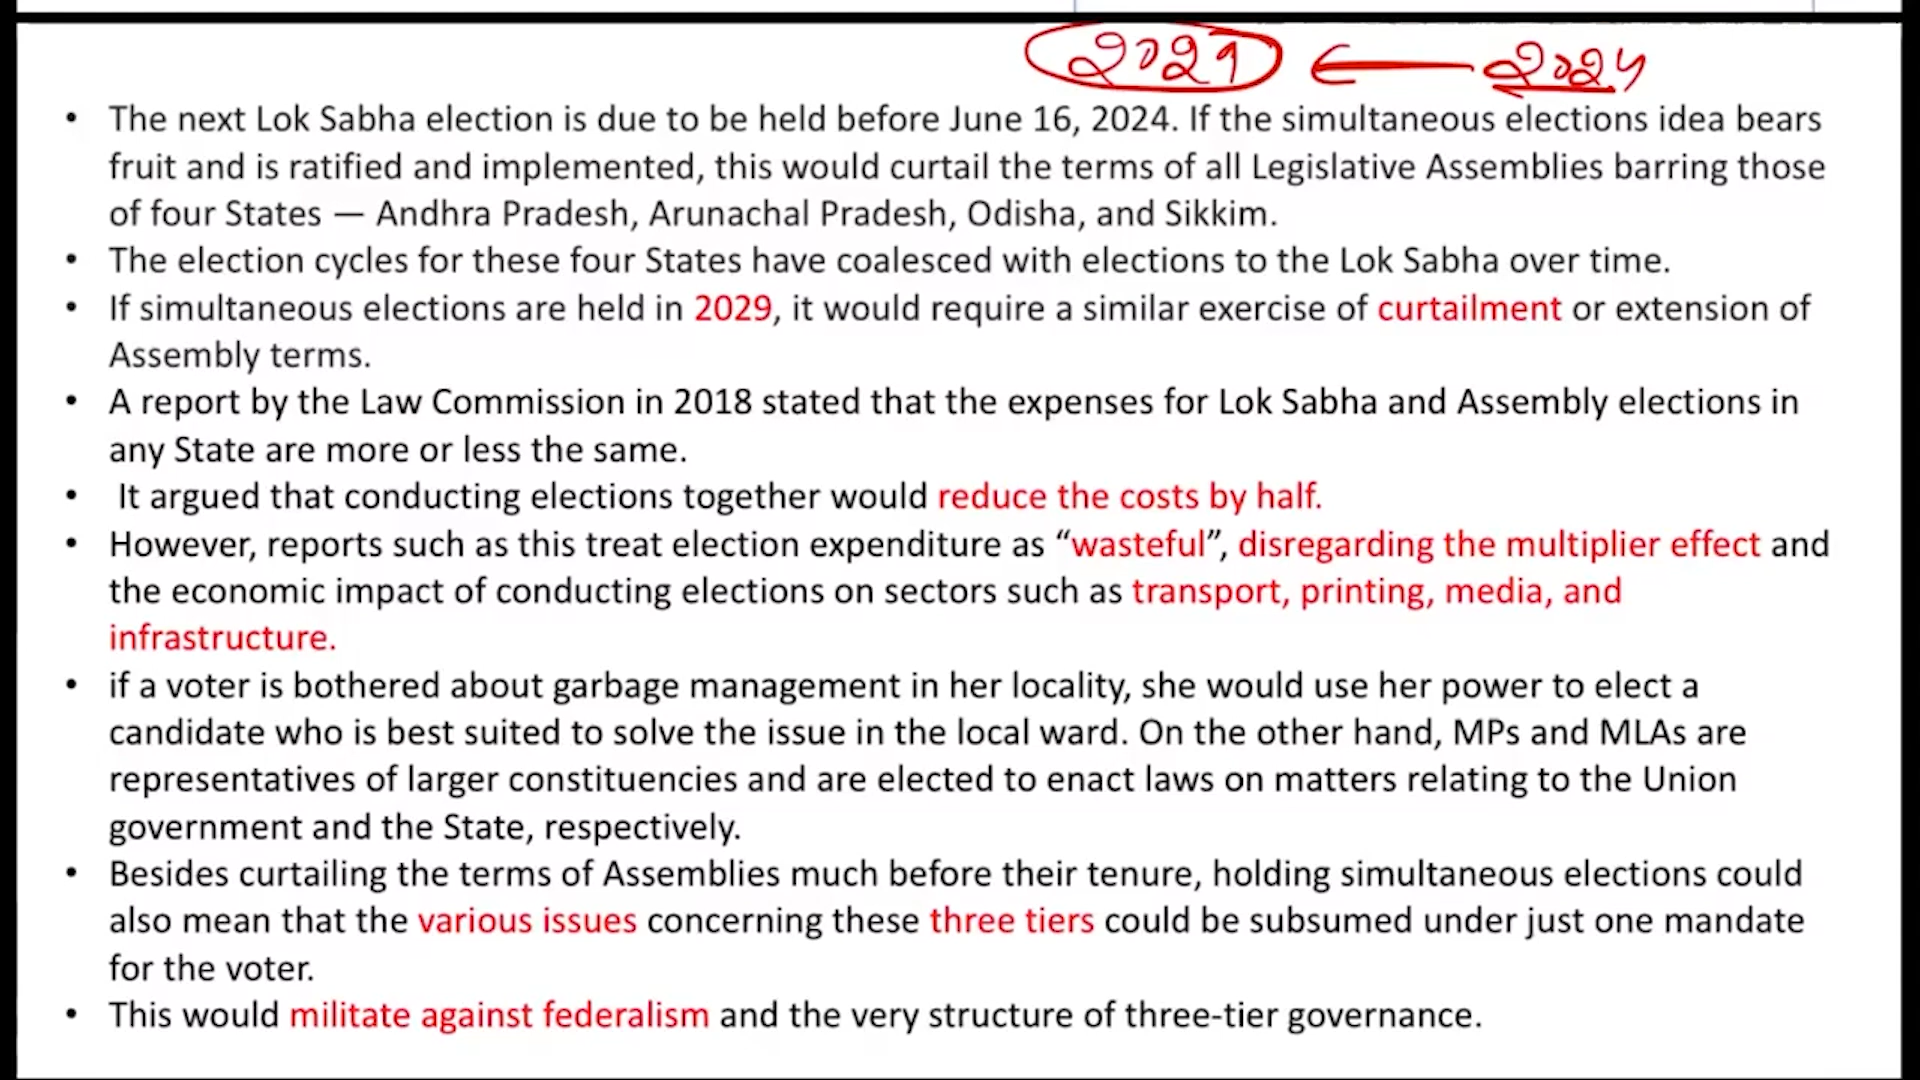 2029 ← 2024
• The next Lok Sabha election is due to be held before June 16, 2024. If the simultaneous elections idea bears
fruit and is ratified and implemented, this would curtail the terms of all Legislative Assemblies barring those
of four States — Andhra Pradesh, Arunachal Pradesh, Odisha, and Sikkim.
• The election cycles for these four States have coalesced with elections to the Lok Sabha over time.
• If simultaneous elections are held in 2029, it would require a similar exercise of curtailment or extension of
Assembly terms.
• A report by the Law Commission in 2018 stated that the expenses for Lok Sabha and Assembly elections in
any State are more or less the same.
• It argued that conducting elections together would reduce the costs by half.
• However, reports such as this treat election expenditure as “wasteful”, disregarding the multiplier effect and
the economic impact of conducting elections on sectors such as transport, printing, media, and
infrastructure.
• if a voter is bothered about garbage management in her locality, she would use her power to elect a
candidate who is best suited to solve the issue in the local ward. On the other hand, MPs and MLAs are
representatives of larger constituencies and are elected to enact laws on matters relating to the Union
government and the State, respectively.
• Besides curtailing the terms of Assemblies much before their tenure, holding simultaneous elections could
also mean that the various issues concerning these three tiers could be subsumed under just one mandate
for the voter.
• This would militate against federalism and the very structure of three-tier governance.